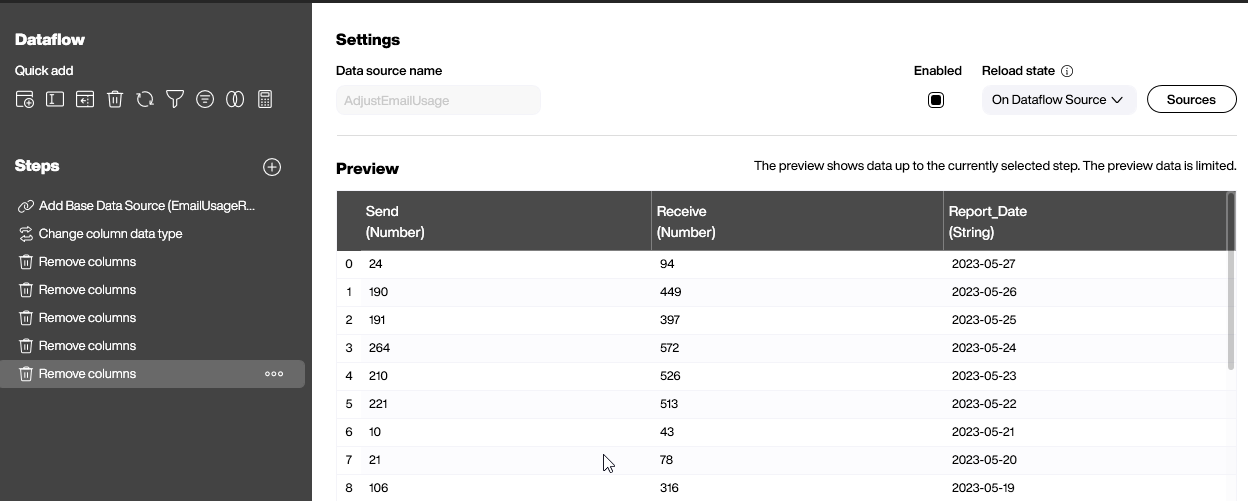 Dataflow
Quick add
Steps
Add Base Data Source (EmailUsageR...
Change column data type
Remove columns
Remove columns
Remove columns
Remove columns
Remove columns
Settings
Data source name
Enabled
Reload state
AdjustEmailUsage
On Dataflow Source
Sources
Preview
The preview shows data up to the currently selected step. The preview data is limited.
Send (Number) Receive (Number) Report_Date (String)
0 24 94 2023-05-27
1 190 449 2023-05-26
2 191 397 2023-05-25
3 264 572 2023-05-24
4 210 526 2023-05-23
5 221 513 2023-05-22
6 10 43 2023-05-21
7 21 78 2023-05-20
8 106 316 2023-05-19